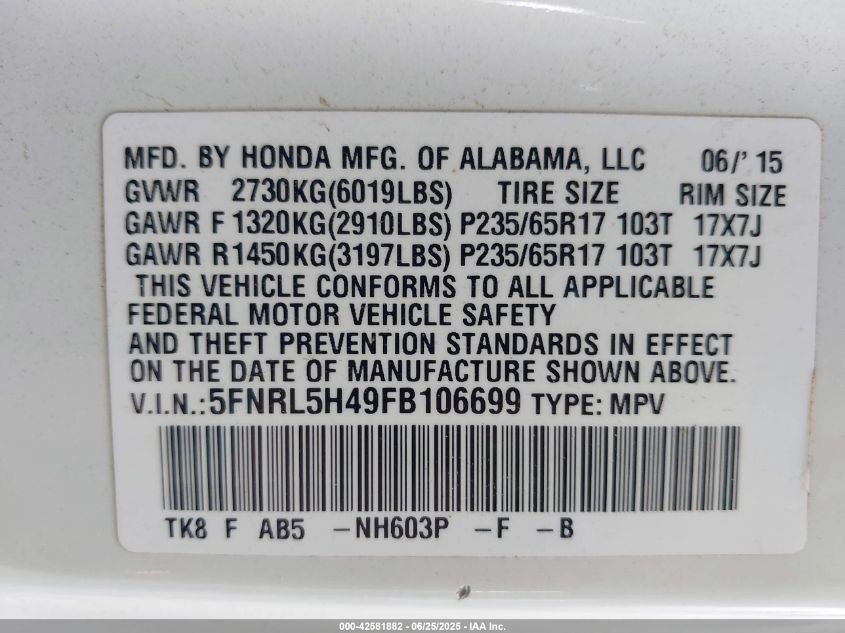 MFD. BY HONDA MFG. OF ALABAMA, LLC 06/' 15
GVWR 2730KG(6019LBS) TIRE SIZE RIM SIZE
GAWR F 1320KG(2910LBS) P235/65R17 103T 17X7J
GAWR R1450KG(3197LBS) P235/65R17 103T 17X7J
THIS VEHICLE CONFORMS TO ALL APPLICABLE
FEDERAL MOTOR VEHICLE SAFETY
AND THEFT PREVENTION STANDARDS IN EFFECT
ON THE DATE OF MANUFACTURE SHOWN ABOVE.
V.I.N.:5FNRL5H49FB106699 TYPE: MPV
TK8 F AB5 –NH603P –F –B
000-42581882 - 06/25/2025 - IAA Inc.